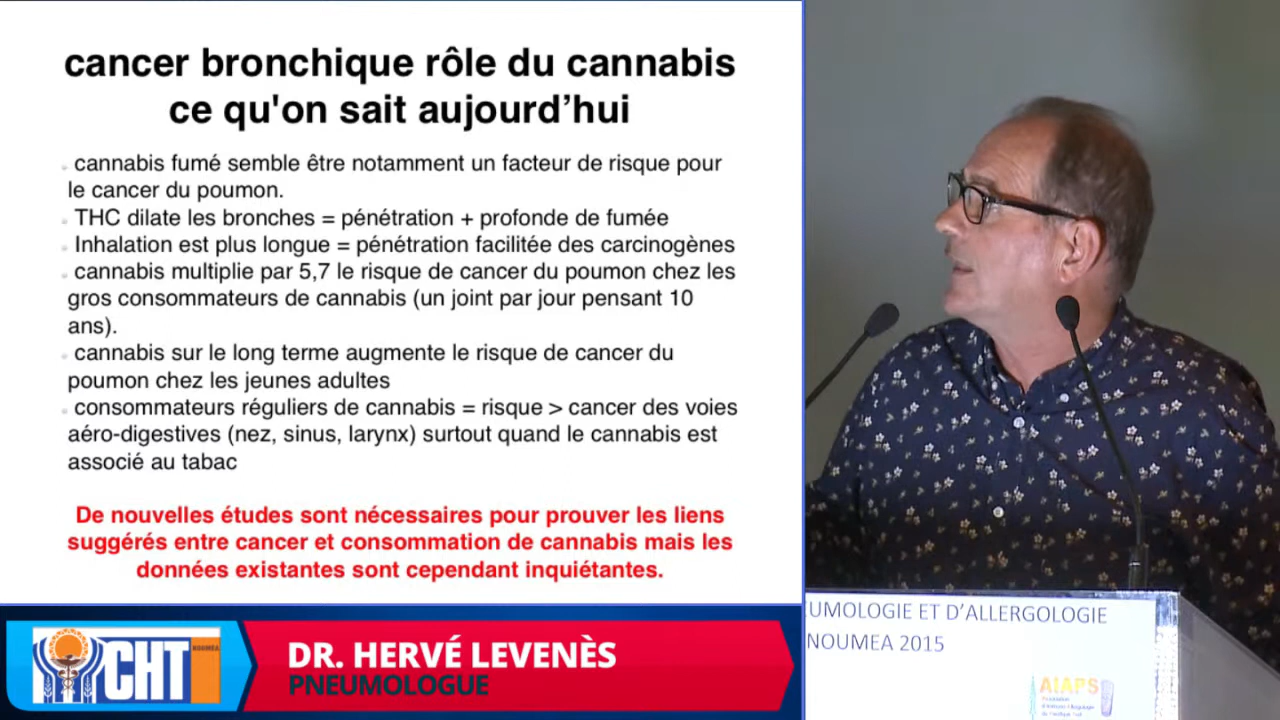 cancer bronchique rôle du cannabis
ce qu'on sait aujourd’hui
cannabis fumé semble être notamment un facteur de risque pour
le cancer du poumon.
THC dilate les bronches = pénétration + profonde de fumée
Inhalation est plus longue = pénétration facilitée des carcinogènes
cannabis multiplie par 5,7 le risque de cancer du poumon chez les
gros consommateurs de cannabis (un joint par jour pensant 10
ans).
cannabis sur le long terme augmente le risque de cancer du
poumon chez les jeunes adultes
consommateurs réguliers de cannabis = risque > cancer des voies
aéro-digestives (nez, sinus, larynx) surtout quand le cannabis est
associé au tabac
De nouvelles études sont nécessaires pour prouver les liens
suggérés entre cancer et consommation de cannabis mais les
données existantes sont cependant inquiétantes.
CHT
NOUMEA
DR. HERVÉ LEVENÈS
PNEUMOLOGUE
EUMOLOGIE ET D’ALLERGOLOGIE
NOUMEA 2015
AIAPS